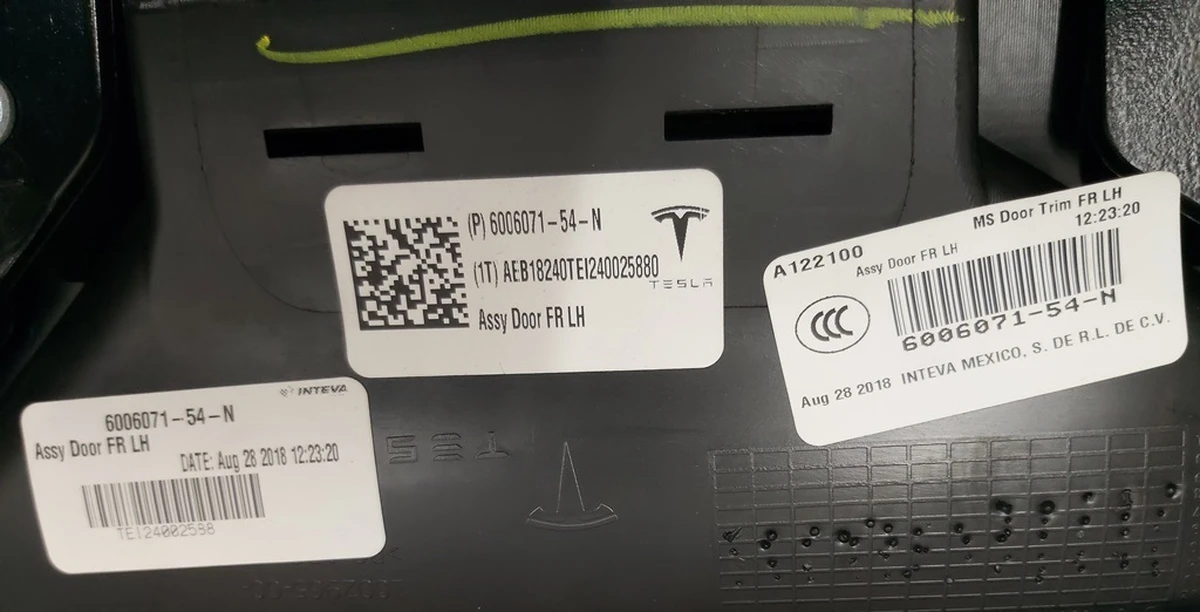 (P) 6006071-54-N
(1T) AEB18240TEI240025880
TESLA
Assy Door FR LH
MS Door Trim FR LH
12:23:20
A122100
Assy Door FR LH
CCC
6006071-54-N
Aug 28 2018 INTEVA MEXICO, S. DE R.L. DE C.V.
INTEVA
6006071-54-N
Assy Door FR LH
DATE: Aug 28 2018 12:23:20
TEI24002588